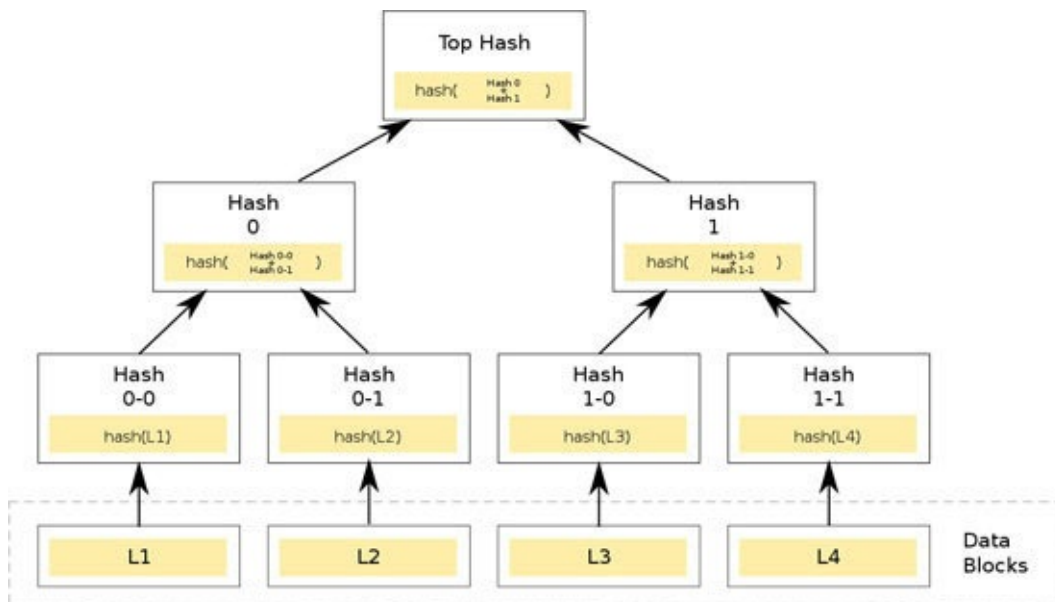 Top Hash
hash( Hash 0 + Hash 1 )
Hash
0
hash( Hash 0-0 + Hash 0-1 )
Hash
1
hash( Hash 1-0 + Hash 1-1 )
Hash
0-0
hash(L1)
Hash
0-1
hash(L2)
Hash
1-0
hash(L3)
Hash
1-1
hash(L4)
L1
L2
L3
L4
Data
Blocks